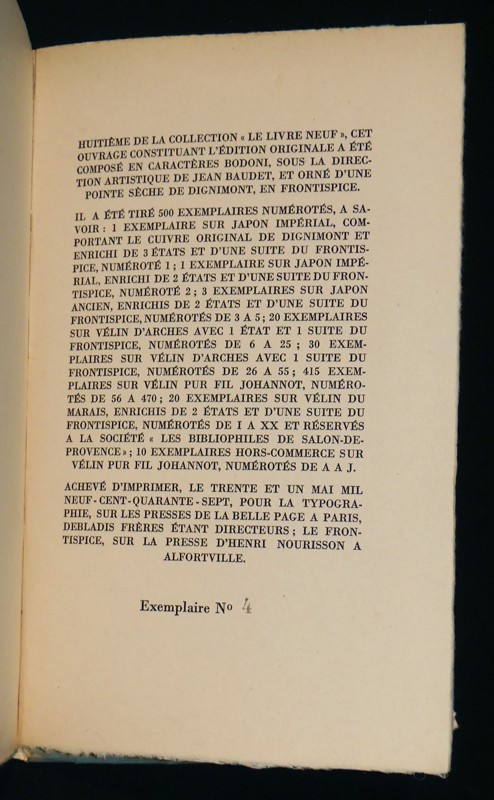 HUITIÈME DE LA COLLECTION « LE LIVRE NEUF », CET
OUVRAGE CONSTITUANT L'ÉDITION ORIGINALE A ÉTÉ
COMPOSÉ EN CARACTÈRES BODONI, SOUS LA DIREC-
TION ARTISTIQUE DE JEAN BAUDET, ET ORNÉ D'UNE
POINTE SÈCHE DE DIGNIMONT, EN FRONTISPICE.
IL A ÉTÉ TIRÉ 500 EXEMPLAIRES NUMÉROTÉS, A SA-
VOIR : 1 EXEMPLAIRE SUR JAPON IMPÉRIAL, COM-
PORTANT LE CUIVRE ORIGINAL DE DIGNIMONT ET
ENRICHI DE 3 ÉTATS ET D'UNE SUITE DU FRONTIS-
PICE, NUMÉROTÉ 1 ; 1 EXEMPLAIRE SUR JAPON IMPÉ-
RIAL, ENRICHI DE 2 ÉTATS ET D'UNE SUITE DU FRON-
TISPICE, NUMÉROTÉ 2 ; 3 EXEMPLAIRES SUR JAPON
ANCIEN, ENRICHIS DE 2 ÉTATS ET D'UNE SUITE DU
FRONTISPICE, NUMÉROTÉS DE 3 A 5 ; 20 EXEMPLAIRES
SUR VÉLIN D'ARCHES AVEC 1 ÉTAT ET 1 SUITE DU
FRONTISPICE, NUMÉROTÉS DE 6 A 25 ; 30 EXEM-
PLAIRES SUR VÉLIN D'ARCHES AVEC 1 SUITE DU
FRONTISPICE, NUMÉROTÉS DE 26 A 55 ; 415 EXEM-
PLAIRES SUR VÉLIN PUR FIL JOHANNOT, NUMÉRO-
TÉS DE 56 A 470 ; 20 EXEMPLAIRES SUR VÉLIN DU
MARAIS, ENRICHIS DE 2 ÉTATS ET D'UNE SUITE DU
FRONTISPICE, NUMÉROTÉS DE I A XX ET RÉSERVÉS
A LA SOCIÉTÉ « LES BIBLIOPHILES DE SALON-DE-
PROVENCE » ; 10 EXEMPLAIRES HORS-COMMERCE SUR
VÉLIN PUR FIL JOHANNOT, NUMÉROTÉS DE A A J.
ACHEVÉ D'IMPRIMER, LE TRENTE ET UN MAI MIL
NEUF-CENT-QUARANTE-SEPT, POUR LA TYPOGRA-
PHIE, SUR LES PRESSES DE LA BELLE PAGE A PARIS,
DEBLADIS FRÈRES ÉTANT DIRECTEURS ; LE FRON-
TISPICE, SUR LA PRESSE D'HENRI NOURISSON A
ALFORTVILLE.
Exemplaire No 4